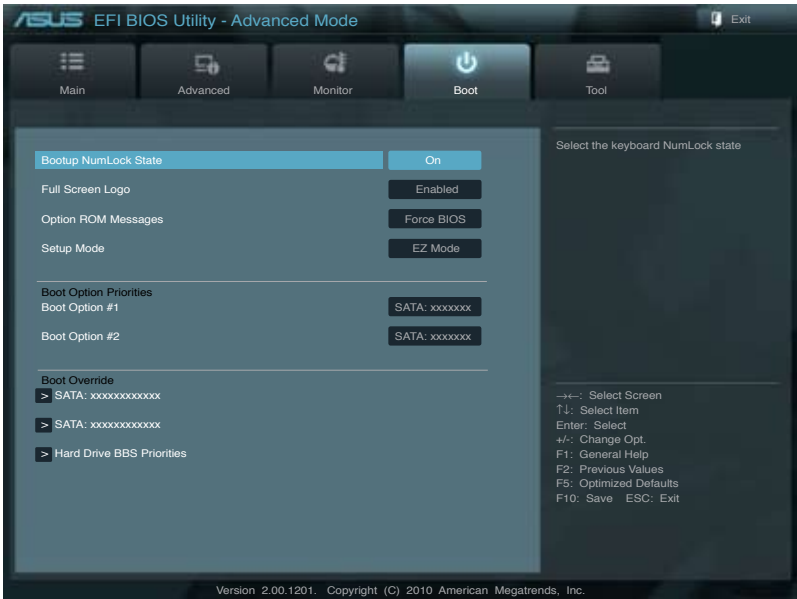 ASUS EFI BIOS Utility - Advanced Mode
Exit
Main
Advanced
Monitor
Boot
Tool
Bootup NumLock State On
Full Screen Logo Enabled
Option ROM Messages Force BIOS
Setup Mode EZ Mode
Boot Option Priorities
Boot Option #1 SATA: xxxxxxx
Boot Option #2 SATA: xxxxxxx
Boot Override
> SATA: xxxxxxxxxxxx
> SATA: xxxxxxxxxxxx
> Hard Drive BBS Priorities
Select the keyboard NumLock state
→←: Select Screen
↑↓: Select Item
Enter: Select
+/-: Change Opt.
F1: General Help
F2: Previous Values
F5: Optimized Defaults
F10: Save ESC: Exit
Version 2.00.1201. Copyright (C) 2010 American Megatrends, Inc.